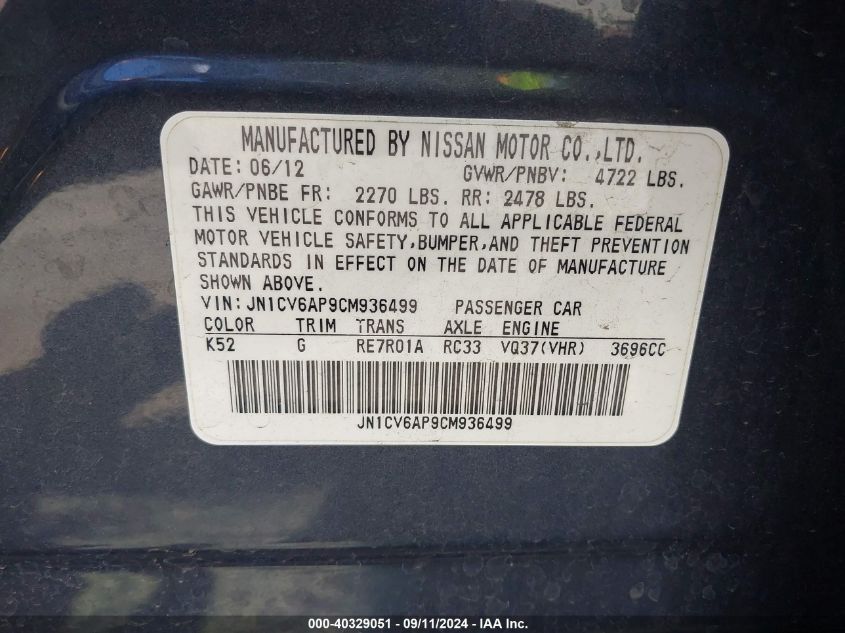 MANUFACTURED BY NISSAN MOTOR CO.,LTD.
DATE: 06/12 GVWR/PNBV: 4722 LBS.
GAWR/PNBE FR: 2270 LBS. RR: 2478 LBS.
THIS VEHICLE CONFORMS TO ALL APPLICABLE FEDERAL
MOTOR VEHICLE SAFETY,BUMPER,AND THEFT PREVENTION
STANDARDS IN EFFECT ON THE DATE OF MANUFACTURE
SHOWN ABOVE.
VIN:JN1CV6AP9CM936499 PASSENGER CAR
COLOR TRIM TRANS AXLE ENGINE
K52 G RE7R01A RC33 VQ37(VHR) 3696CC
JN1CV6AP9CM936499
000-40329051 - 09/11/2024 - IAA Inc.